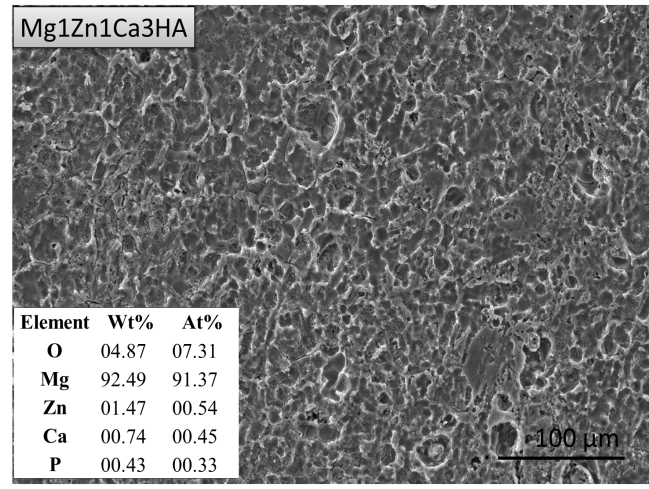 Mg1Zn1Ca3HA
Element Wt% At%
O 04.87 07.31
Mg 92.49 91.37
Zn 01.47 00.54
Ca 00.74 00.45
P 00.43 00.33
100 µm